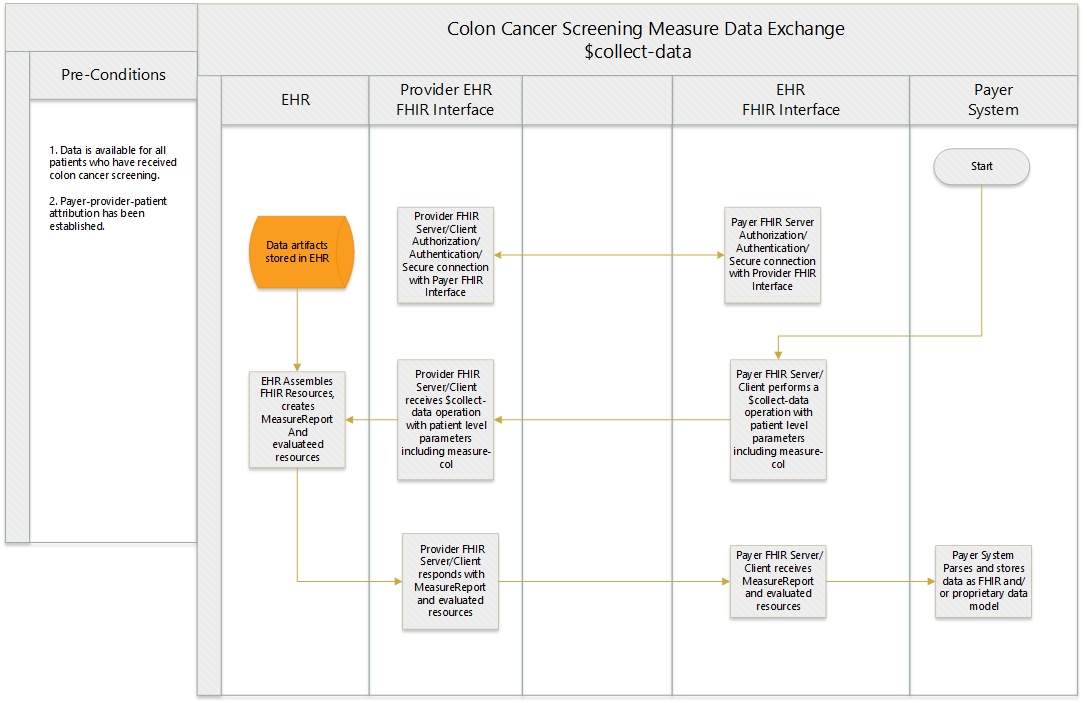 Colon Cancer Screening Measure Data Exchange
$collect-data
Pre-Conditions
1. Data is available for all
patients who have received
colon cancer screening.
2. Payer-provider-patient
attribution has been
established.
EHR
Provider EHR
FHIR Interface
EHR
FHIR Interface
Payer
System
Start
Data artifacts
stored in EHR
Provider FHIR
Server/Client
Authorization/
Authentication/
Secure connection
with Payer FHIR
Interface
Payer FHIR Server
Authorization/
Authentication/
Secure connection
with Provider FHIR
Interface
EHR Assembles
FHIR Resources,
creates
MeasureReport
And
evaluateed
resources
Provider FHIR
Server/Client
receives $collect-
data operation
with patient level
parameters
including measure-
col
Payer FHIR Server/
Client performs a
$collect-data
operation with
patient level
parameters
including measure-
col
Provider FHIR
Server/Client
responds with
MeasureReport
and evaluated
resources
Payer FHIR Server/
Client receives
MeasureReport
and evaluated
resources
Payer System
Parses and stores
data as FHIR and/
or proprietary data
model